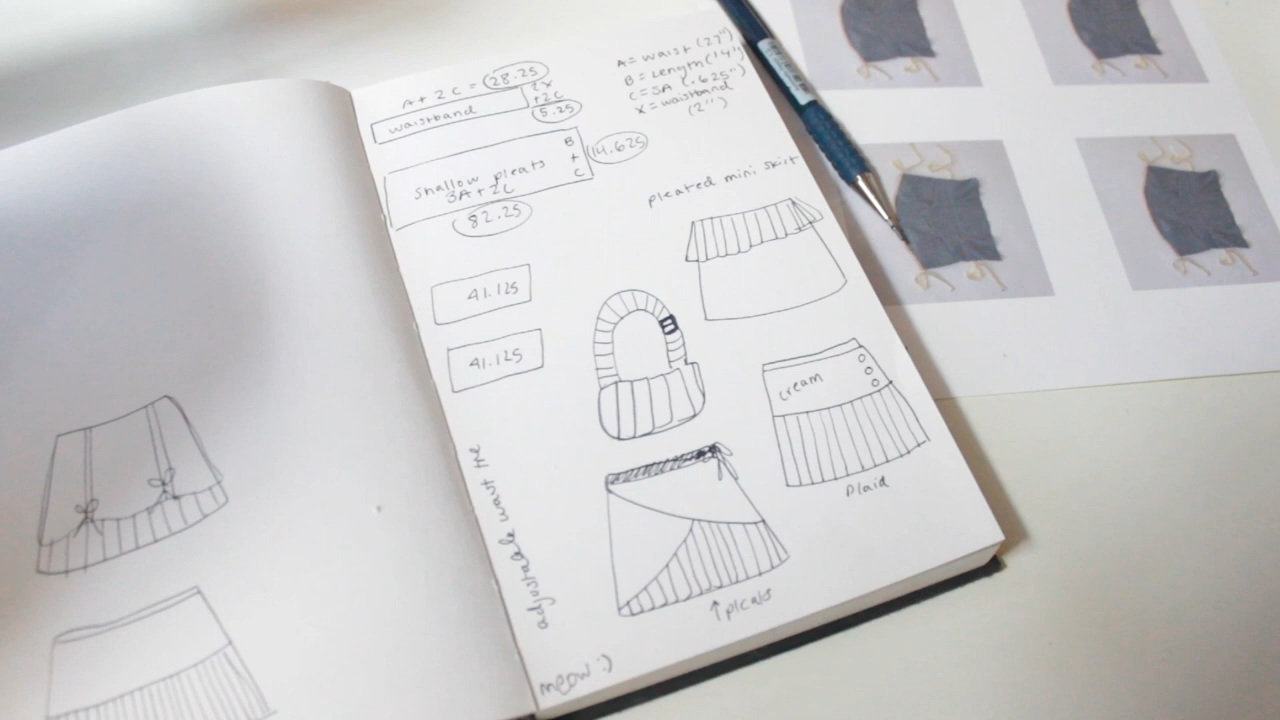 A + 2C = 28.25
waistband
2x
+2C
5.25
A = waist (27")
B = Length (14")
C = SA (.625")
X = waistband
(2")
shallow pleats
3A + 2C
B
+
C
14.625
82.25
pleated mini skirt
41.125
41.125
cream
Plaid
adjustable waist tie
↑ pleats
meow :)